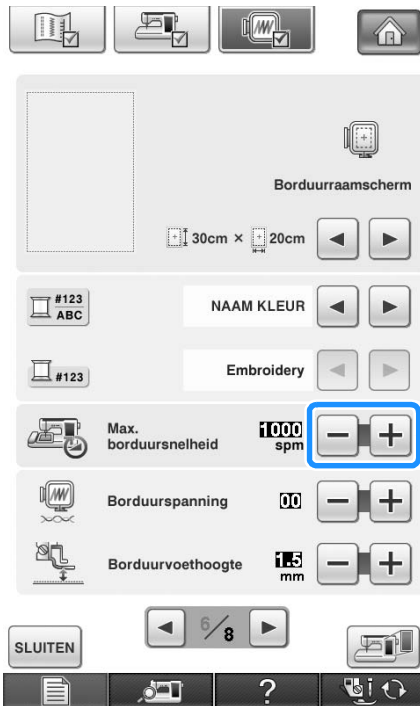 Borduurraamscherm
30cm × 20cm
#123
ABC
NAAM KLEUR
#123
Embroidery
Max.
borduursnelheid
1000
spm
Borduurspanning
00
Borduurvoethoogte
1.5
mm
6/8
SLUITEN
?